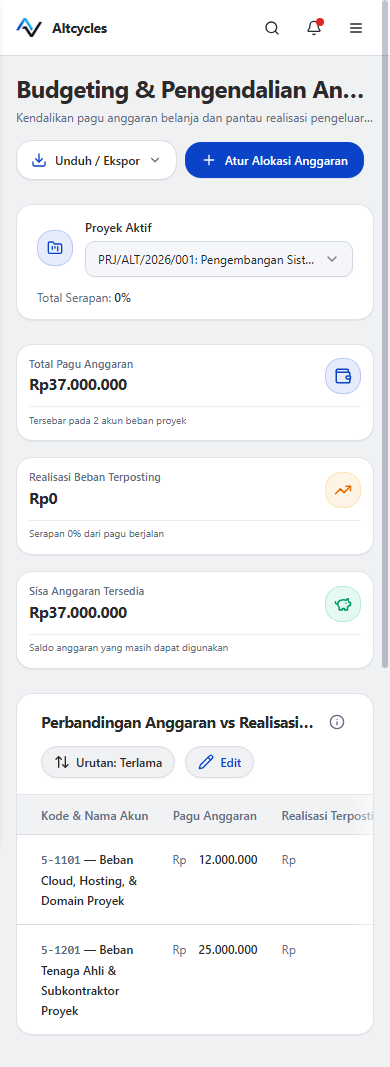 Altcycles
Budgeting & Pengendalian An...
Kendalikan pagu anggaran belanja dan pantau realisasi pengeluar...
Unduh / Ekspor
Atur Alokasi Anggaran
Proyek Aktif
PRJ/ALT/2026/001: Pengembangan Sist...
Total Serapan: 0%
Total Pagu Anggaran
Rp37.000.000
Tersebar pada 2 akun beban proyek
Realisasi Beban Terposting
Rp0
Serapan 0% dari pagu berjalan
Sisa Anggaran Tersedia
Rp37.000.000
Saldo anggaran yang masih dapat digunakan
Perbandingan Anggaran vs Realisasi...
Urutan: Terlama
Edit
Kode & Nama Akun Pagu Anggaran Realisasi Terposti
5-1101 — Beban Rp 12.000.000 Rp
Cloud, Hosting, &
Domain Proyek
5-1201 — Beban Rp 25.000.000 Rp
Tenaga Ahli &
Subkontraktor
Proyek